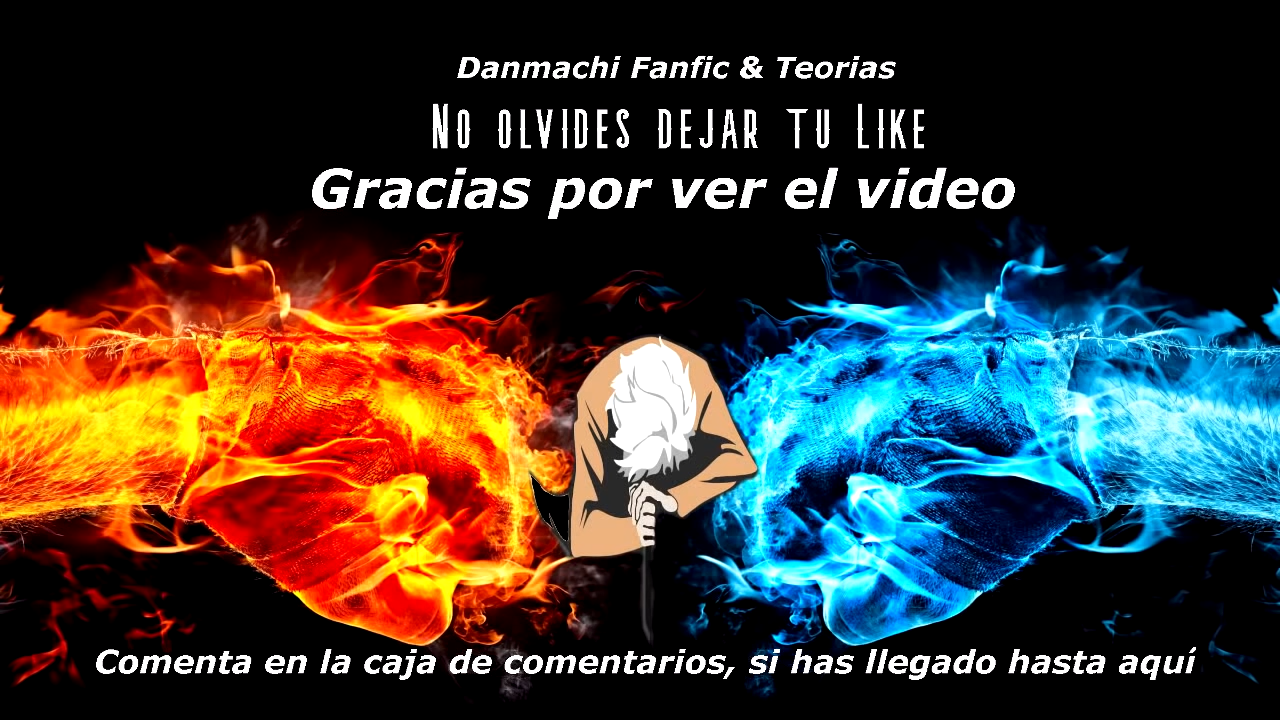 Danmachi Fanfic & Teorias
No olvides dejar tu Like
Gracias por ver el video
Comenta en la caja de comentarios, si has llegado hasta aquí